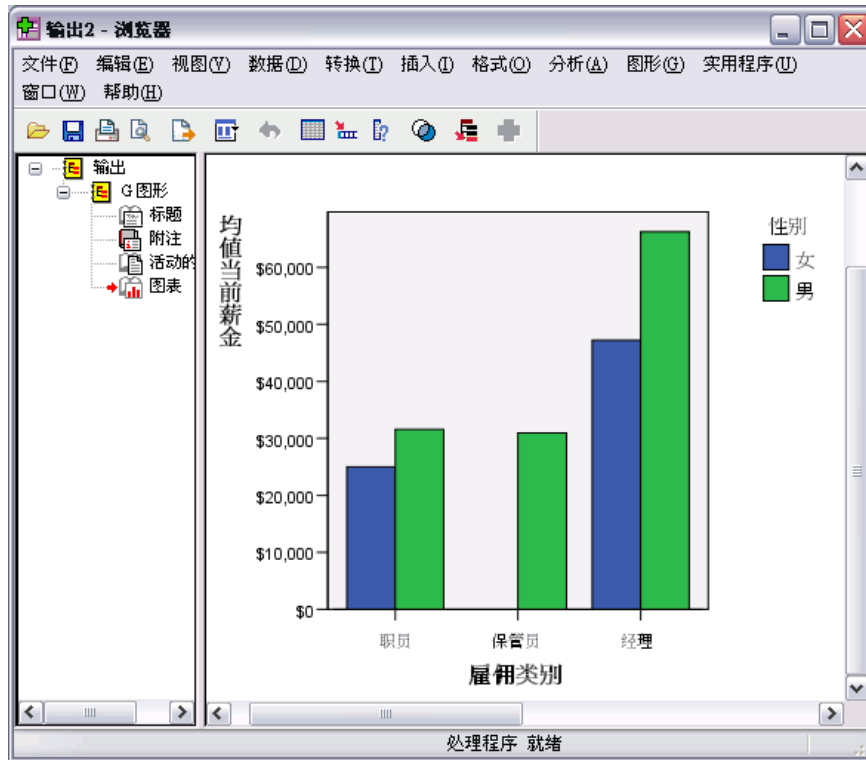 输出2 - 浏览器
文件(F) 编辑(E) 视图(V) 数据(D) 转换(T) 插入(I) 格式(O) 分析(A) 图形(G) 实用程序(U)
窗口(W) 帮助(H)
输出
G 图形
标题
附注
活动的
图表
均值当前薪金
$60,000
$50,000
$40,000
$30,000
$20,000
$10,000
$0
职员 保管员 经理
雇佣类别
性别
女
男
处理程序 就绪